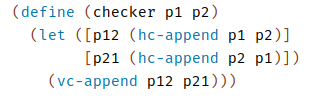 (define (checker p1 p2)
  (let ([p12 (hc-append p1 p2)]
        [p21 (hc-append p2 p1)])
    (vc-append p12 p21)))